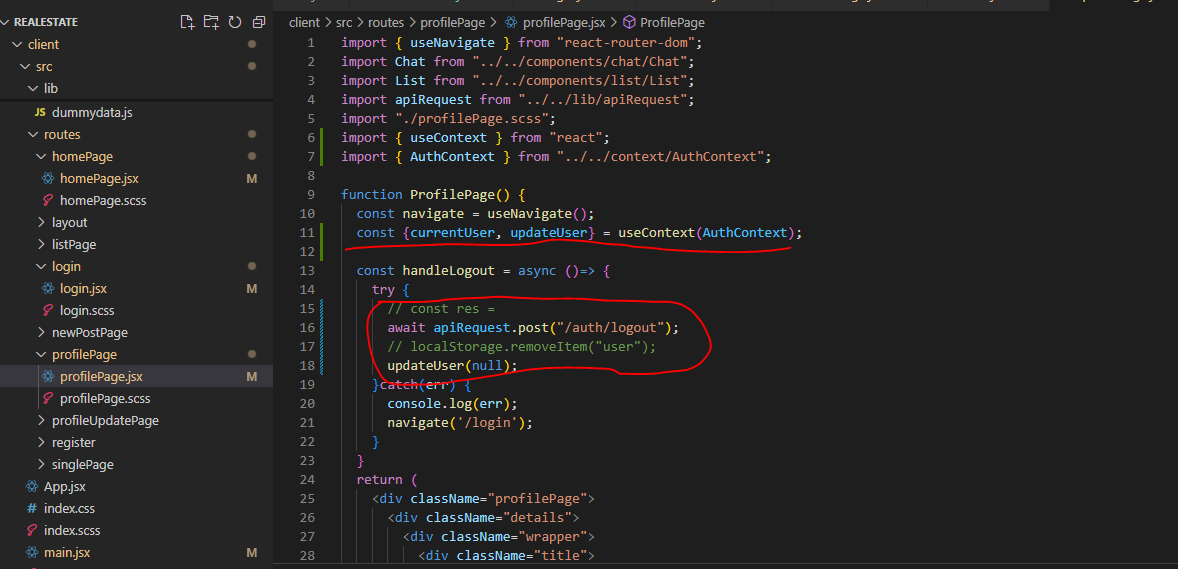 REALESTATE
client
src
lib
JS dummydata.js
routes
homePage
homePage.jsx M
homePage.scss
layout
listPage
login
login.jsx M
login.scss
newPostPage
profilePage
profilePage.jsx M
profilePage.scss
profileUpdatePage
register
singlePage
App.jsx
# index.css
index.scss
main.jsx M
client > src > routes > profilePage > profilePage.jsx > ProfilePage
1 import { useNavigate } from "react-router-dom";
2 import Chat from "../../components/chat/Chat";
3 import List from "../../components/list/List";
4 import apiRequest from "../../lib/apiRequest";
5 import "./profilePage.scss";
6 import { useContext } from "react";
7 import { AuthContext } from "../../context/AuthContext";
8
9 function ProfilePage() {
10 const navigate = useNavigate();
11 const {currentUser, updateUser} = useContext(AuthContext);
12
13 const handleLogout = async ()=> {
14 try {
15 // const res =
16 await apiRequest.post("/auth/logout");
17 // localStorage.removeItem("user");
18 updateUser(null);
19 }catch(err) {
20 console.log(err);
21 navigate('/login');
22 }
23 }
24 return (
25 <div className="profilePage">
26 <div className="details">
27 <div className="wrapper">
28 <div className="title">